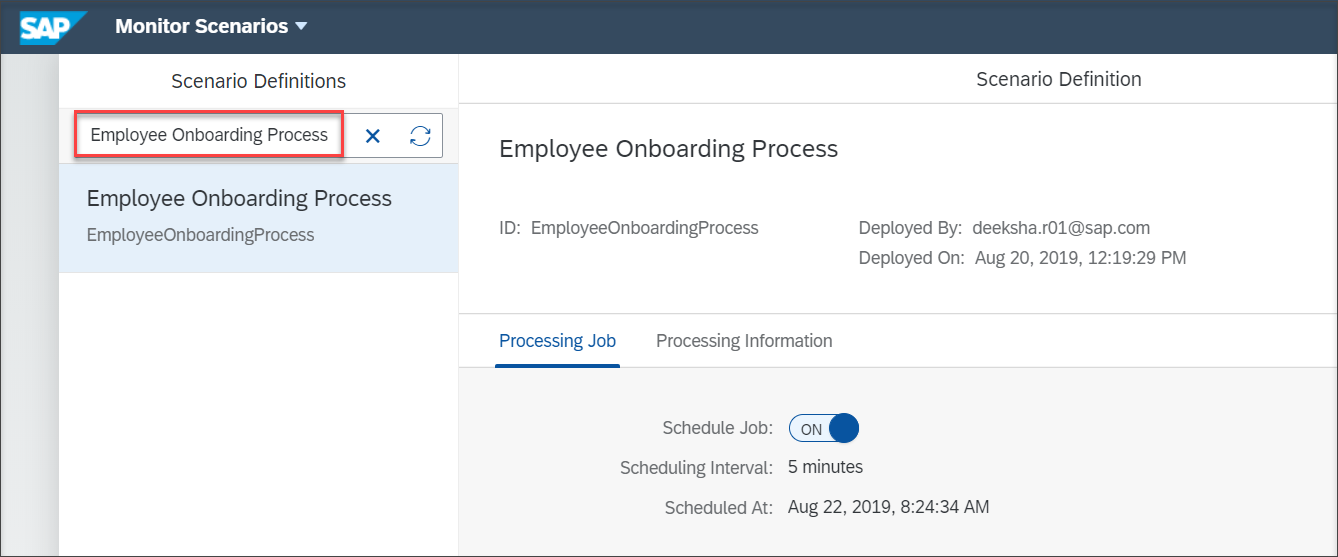 SAP Monitor Scenarios
Scenario Definitions
Employee Onboarding Process
Employee Onboarding Process
EmployeeOnboardingProcess
Scenario Definition
Employee Onboarding Process
ID: EmployeeOnboardingProcess
Deployed By: deeksha.r01@sap.com
Deployed On: Aug 20, 2019, 12:19:29 PM
Processing Job Processing Information
Schedule Job: ON
Scheduling Interval: 5 minutes
Scheduled At: Aug 22, 2019, 8:24:34 AM